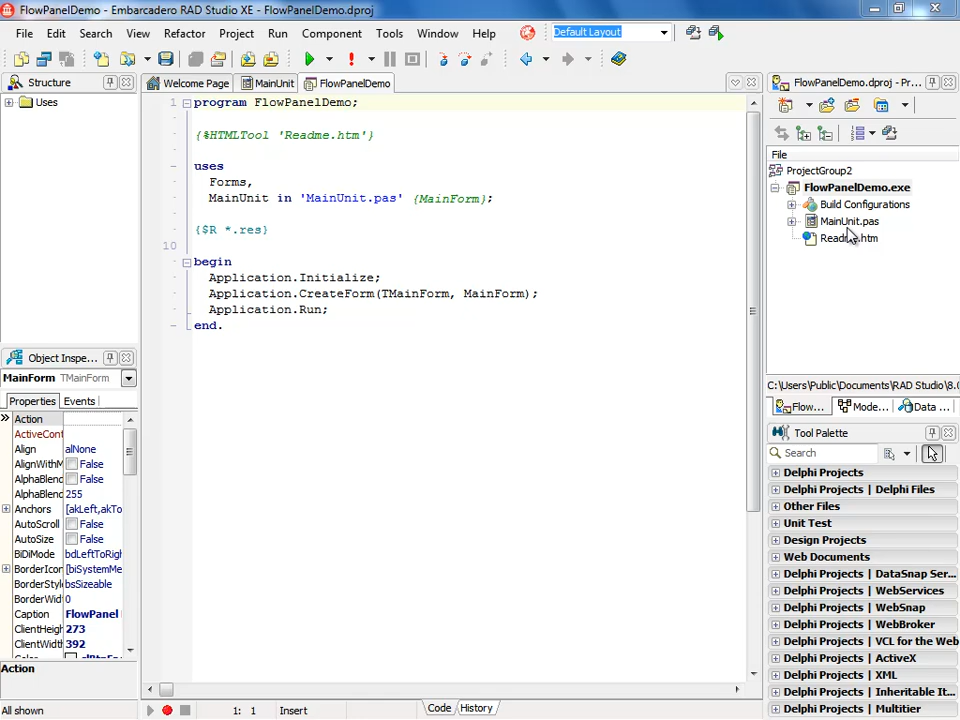 FlowPanelDemo - Embarcadero RAD Studio XE - FlowPanelDemo.dproj
File Edit Search View Refactor Project Run Component Tools Window Help
Default Layout
Structure
Welcome Page MainUnit FlowPanelDemo
FlowPanelDemo.dproj - Pr...
Uses
1 program FlowPanelDemo;
{%HTMLTool 'Readme.htm'}
uses
Forms,
MainUnit in 'MainUnit.pas' {MainForm};
{$R *.res}
10
begin
Application.Initialize;
Application.CreateForm(TMainForm, MainForm);
Application.Run;
end.
File
ProjectGroup2
FlowPanelDemo.exe
Build Configurations
MainUnit.pas
Readme.htm
C:\Users\Public\Documents\RAD Studio\8.0
Flow... Mode... Data ...
Object Inspe...
MainForm TMainForm
Properties Events
Action
ActiveCont
Align alNone
AlignWithM False
AlphaBlend False
AlphaBlend 255
Anchors [akLeft,akTo
AutoScroll False
AutoSize False
BiDiMode bdLeftToRigh
BorderIcon [biSystemMe
BorderStyle bsSizeable
BorderWidt 0
Caption FlowPanel
ClientHeigh 273
ClientWidth 392
Action
All shown
1: 1 Insert
Code History
Tool Palette
Search
Delphi Projects
Delphi Projects | Delphi Files
Other Files
Unit Test
Design Projects
Web Documents
Delphi Projects | DataSnap Ser...
Delphi Projects | WebServices
Delphi Projects | WebSnap
Delphi Projects | WebBroker
Delphi Projects | VCL for the Web
Delphi Projects | ActiveX
Delphi Projects | XML
Delphi Projects | Inheritable It...
Delphi Projects | Multitier